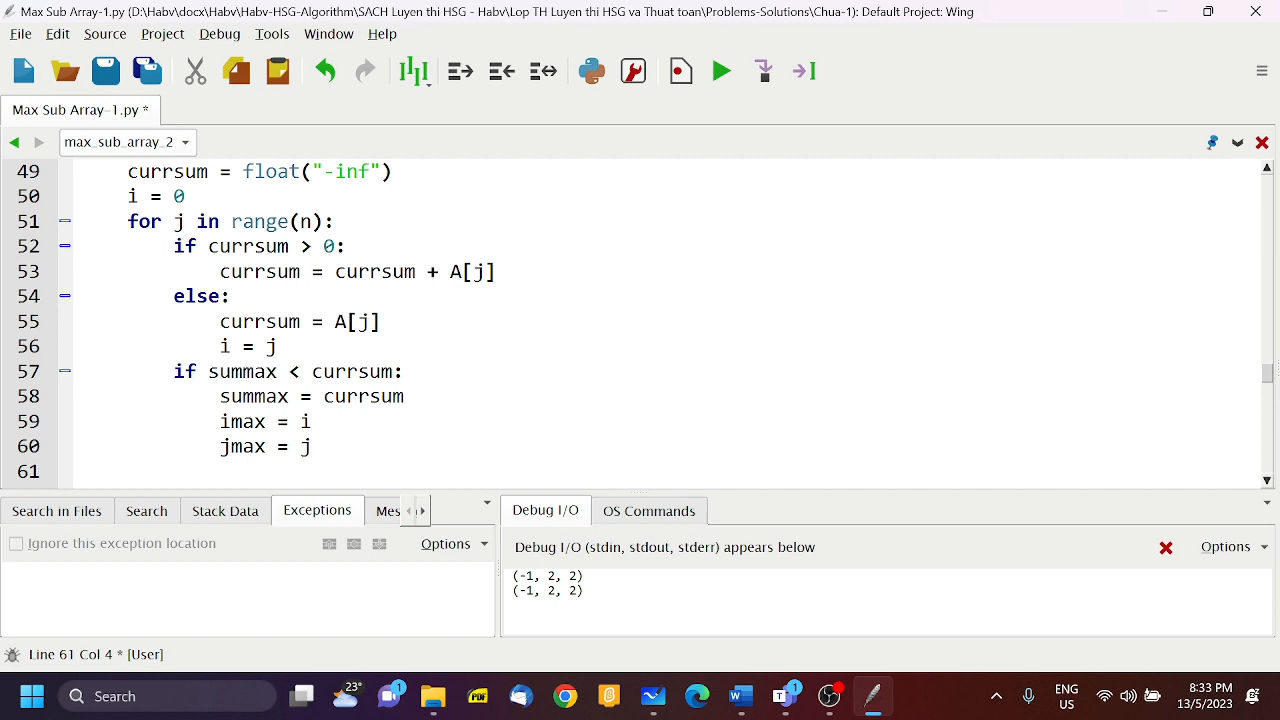 Max Sub Array-1.py (D:\Habv\docx\Habv\Habv-HSG-Algorithm\SACH Luyen thi HSG - Habv\Lop TH Luyen thi HSG va Thuat toan\Problems-Solutions\Chua-1): Default Project: Wing
File Edit Source Project Debug Tools Window Help
Max Sub Array-1.py *
max_sub_array_2
49 currsum = float("-inf")
50 i = 0
51 for j in range(n):
52 if currsum > 0:
53 currsum = currsum + A[j]
54 else:
55 currsum = A[j]
56 i = j
57 if summax < currsum:
58 summax = currsum
59 imax = i
60 jmax = j
61
Search in Files Search Stack Data Exceptions Mes
Debug I/O OS Commands
Ignore this exception location Options
Debug I/O (stdin, stdout, stderr) appears below Options
(-1, 2, 2)
(-1, 2, 2)
Line 61 Col 4 * [User]
Search 23° 1 PDF 1 ENG US 8:33 PM 13/5/2023